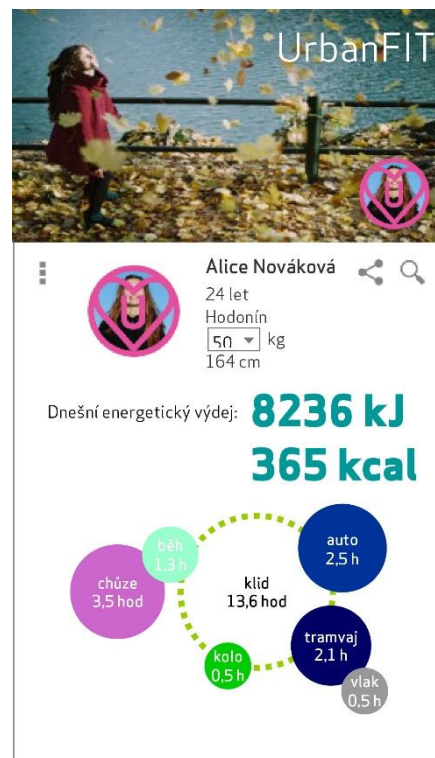 UrbanFIT
Alice Nováková
24 let
Hodonín
50 kg
164 cm
Dnešní energetický výdej: 8236 kJ
365 kcal
běh
1,3 h
auto
2,5 h
chůze
3,5 hod
klid
13,6 hod
tramvaj
2,1 h
kolo
0,5 h
vlak
0,5 h